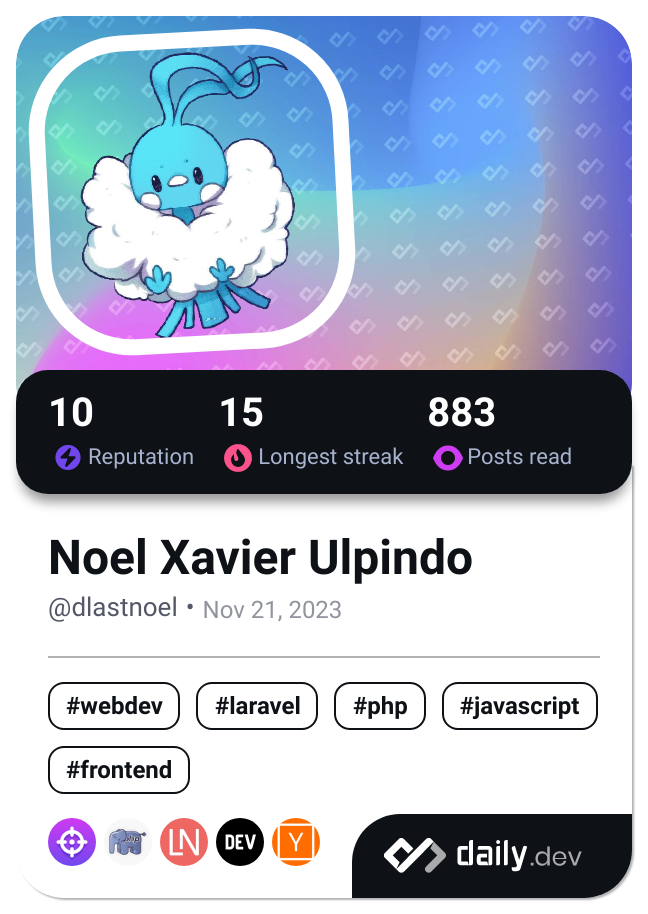 10 15 883
Reputation Longest streak Posts read
Noel Xavier Ulpindo
@dlastnoel • Nov 21, 2023
#webdev #laravel #php #javascript
#frontend
php LN DEV Y
daily.dev